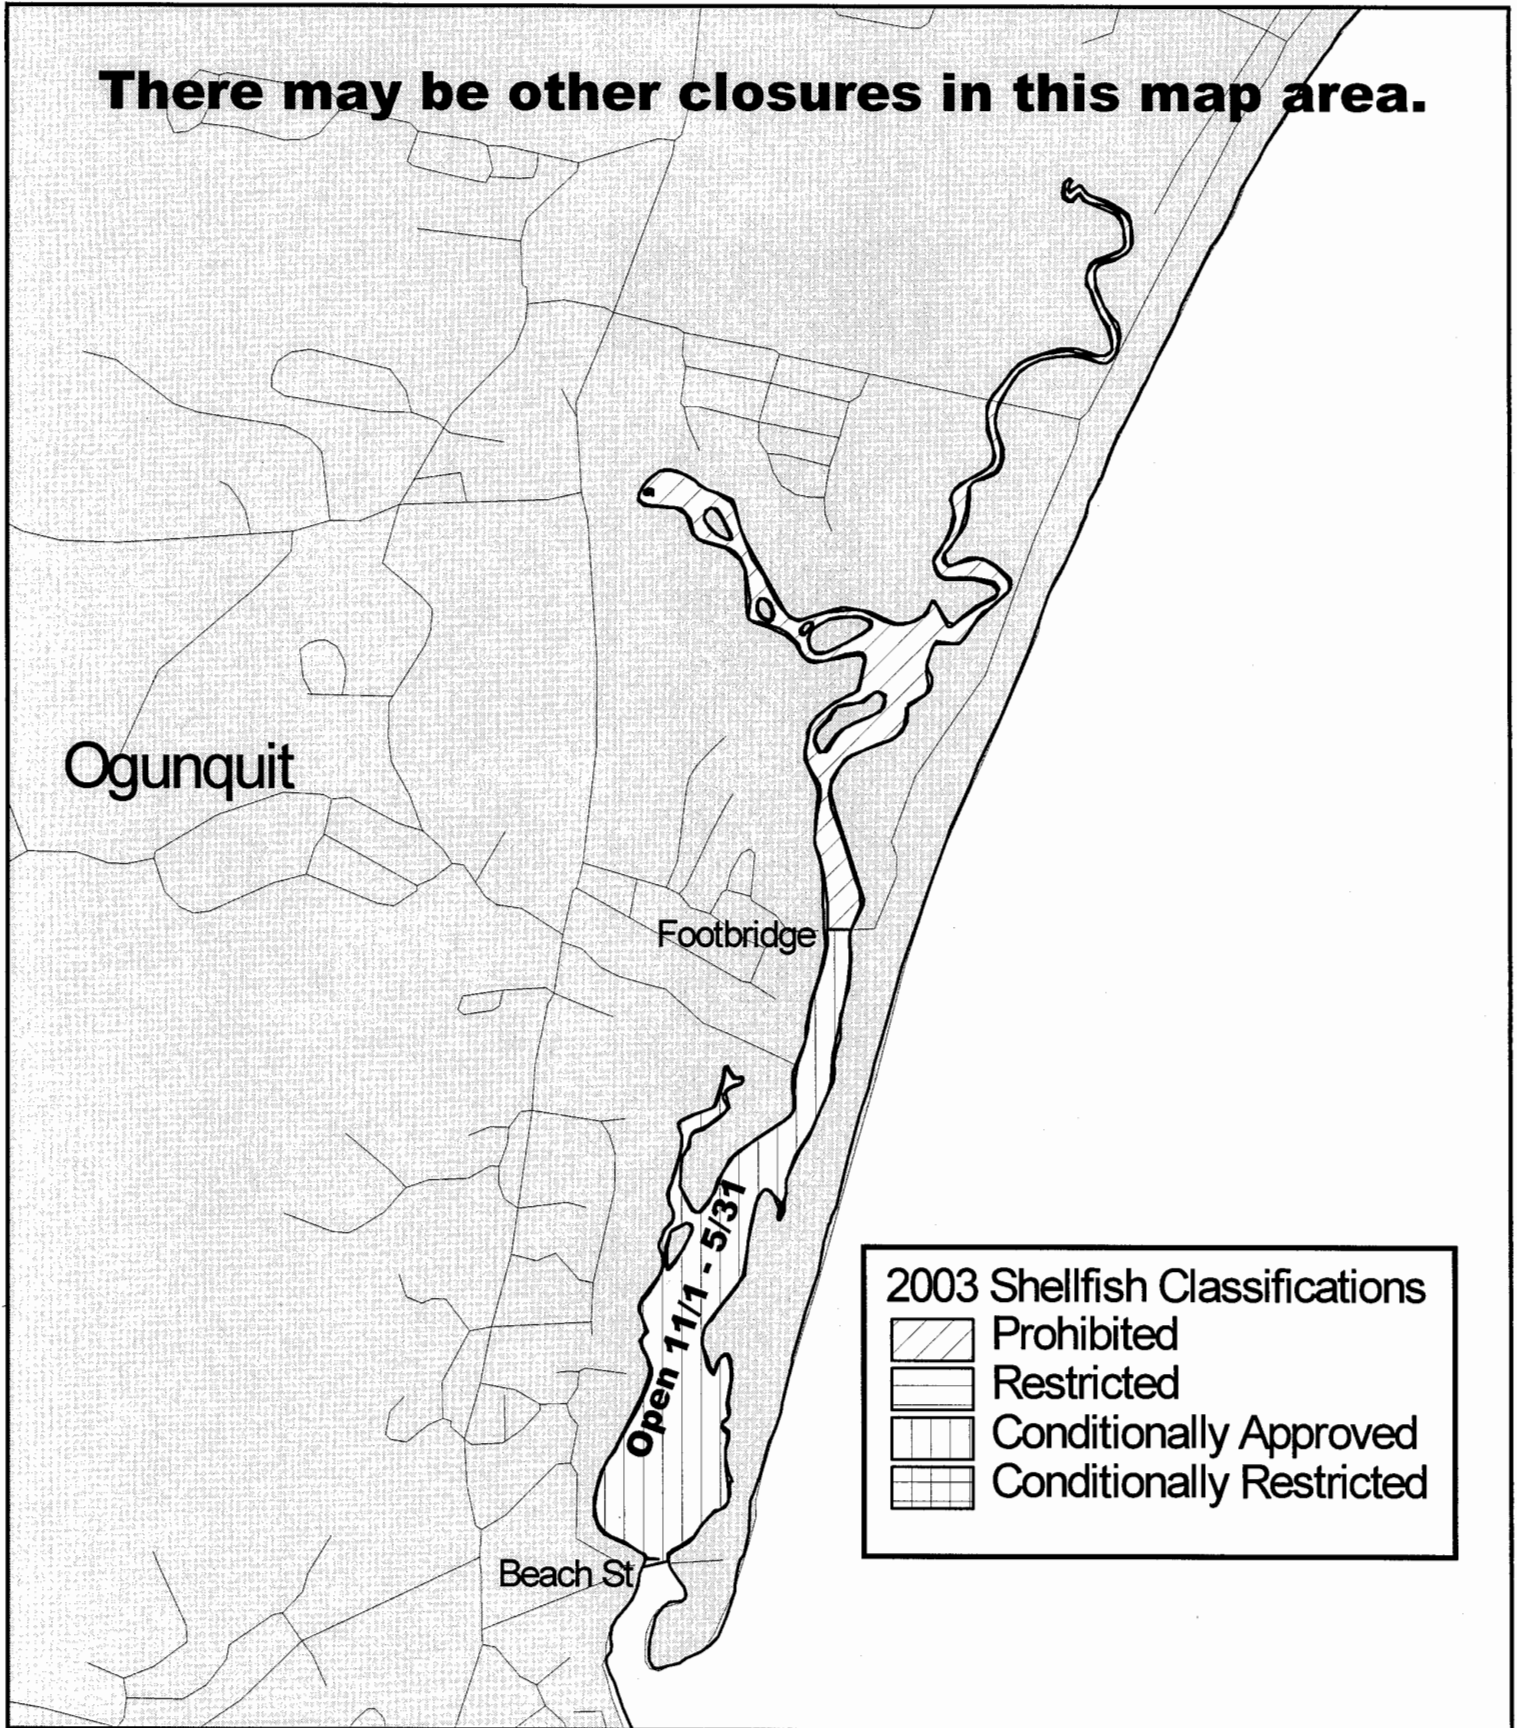 There may be other closures in this map area.
Ogunquit
Footbridge
Open 11/1 - 5/31
Beach St
2003 Shellfish Classifications
Prohibited
Restricted
Conditionally Approved
Conditionally Restricted